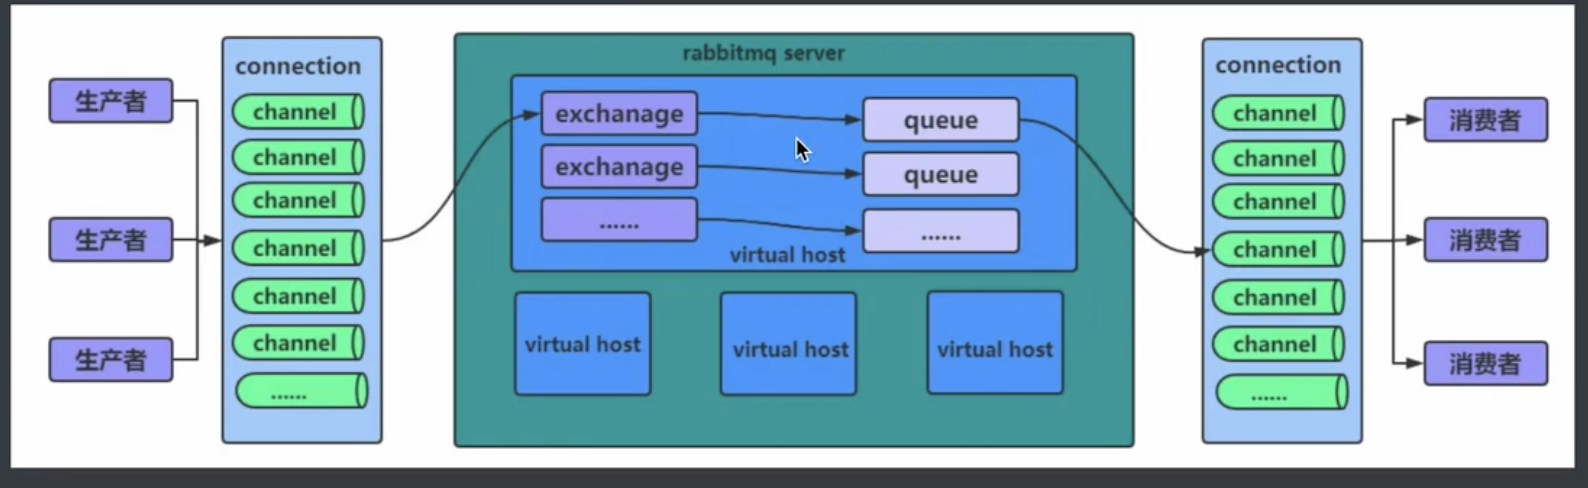 生产者
生产者
生产者
connection
channel
channel
channel
channel
channel
channel
......
rabbitmq server
exchanage
queue
exchanage
queue
......
......
virtual host
virtual host
virtual host
virtual host
connection
channel
channel
channel
channel
channel
channel
......
消费者
消费者
消费者